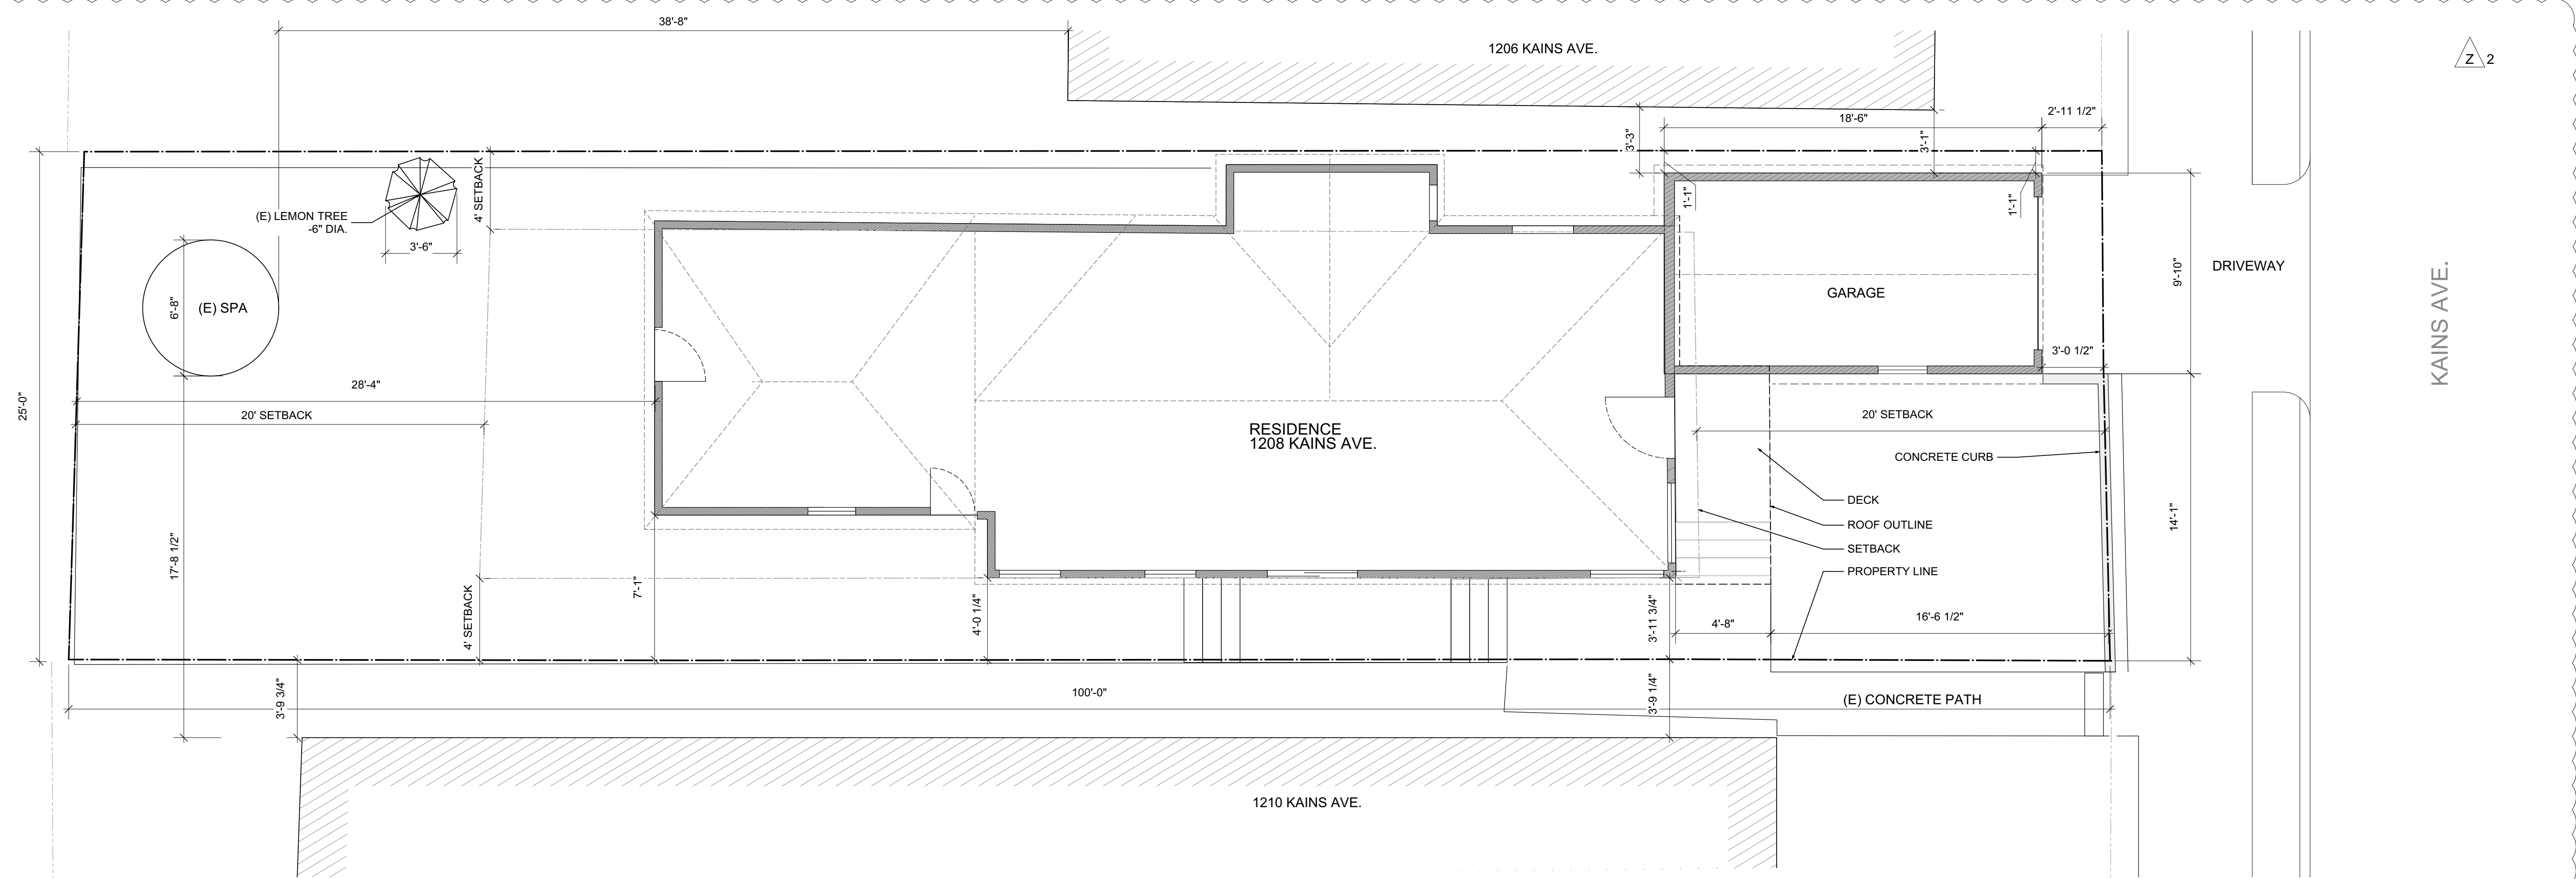 38'-8"
1206 KAINS AVE.
Z 2
2'-11 1/2"
18'-6"
3'-3"
3'-1"
4' SETBACK
(E) LEMON TREE
-6" DIA.
3'-6"
1'-1"
1'-1"
6'-8"
(E) SPA
GARAGE
9'-10"
DRIVEWAY
KAINS AVE.
3'-0 1/2"
28'-4"
20' SETBACK
25'-0"
RESIDENCE
1208 KAINS AVE.
20' SETBACK
CONCRETE CURB
DECK
ROOF OUTLINE
SETBACK
PROPERTY LINE
14'-1"
17'-8 1/2"
4' SETBACK
7'-1"
4'-0 1/4"
3'-11 3/4"
4'-8"
16'-6 1/2"
3'-9 3/4"
100'-0"
3'-9 1/4"
(E) CONCRETE PATH
1210 KAINS AVE.